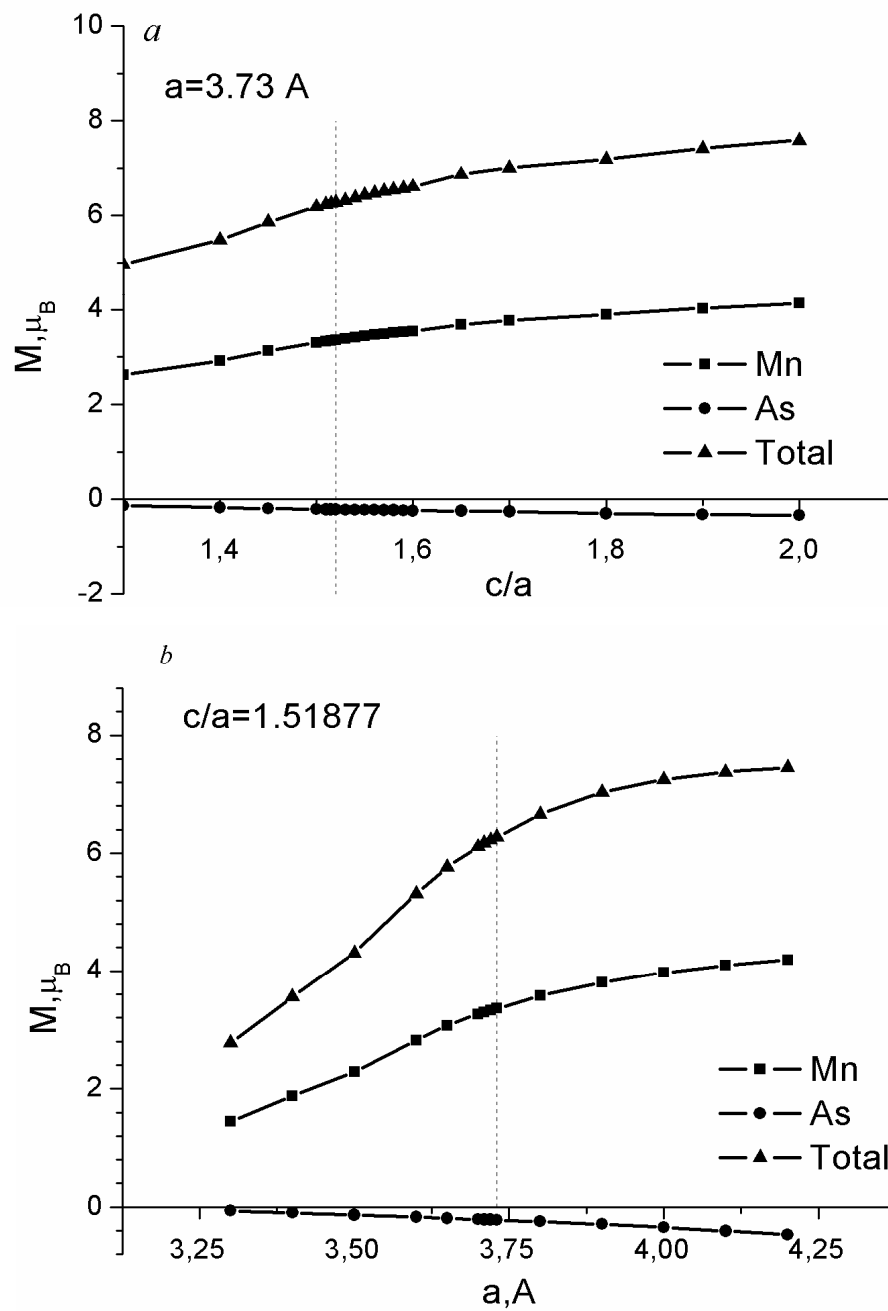 a
a=3.73 A
10
8
6
4
2
0
-2
M,μB
Mn
As
Total
1,4 1,6 1,8 2,0
c/a
b
c/a=1.51877
8
6
4
2
0
M,μB
Mn
As
Total
3,25 3,50 3,75 4,00 4,25
a,A